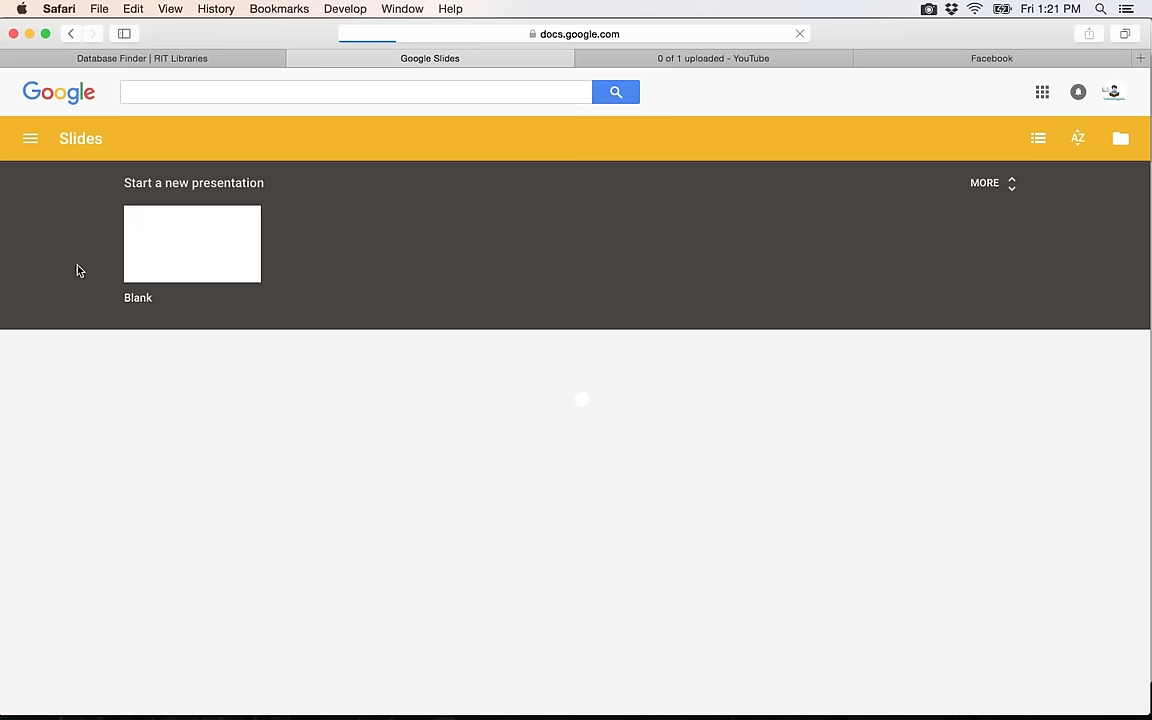 Safari File Edit View History Bookmarks Develop Window Help Fri 1:21 PM
docs.google.com
Database Finder | RIT Libraries Google Slides 0 of 1 uploaded - YouTube Facebook
Google
Slides AZ
Start a new presentation MORE
Blank